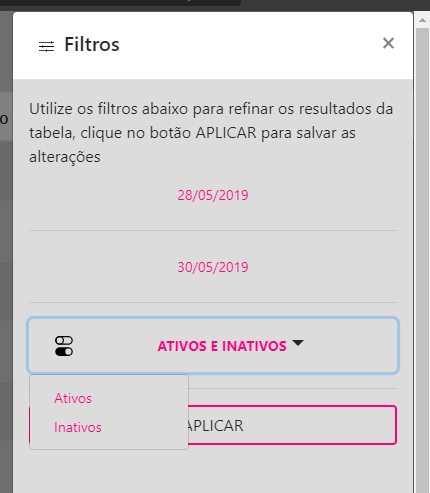 Filtros
Utilize os filtros abaixo para refinar os resultados da
tabela, clique no botão APLICAR para salvar as
alterações
28/05/2019
30/05/2019
ATIVOS E INATIVOS
Ativos
Inativos
APLICAR